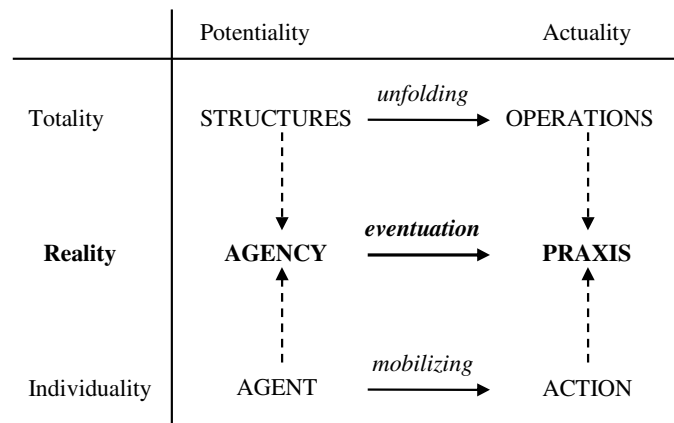 Potentiality Actuality
unfolding
Totality STRUCTURES OPERATIONS
eventuation
Reality AGENCY PRAXIS
mobilizing
Individuality AGENT ACTION